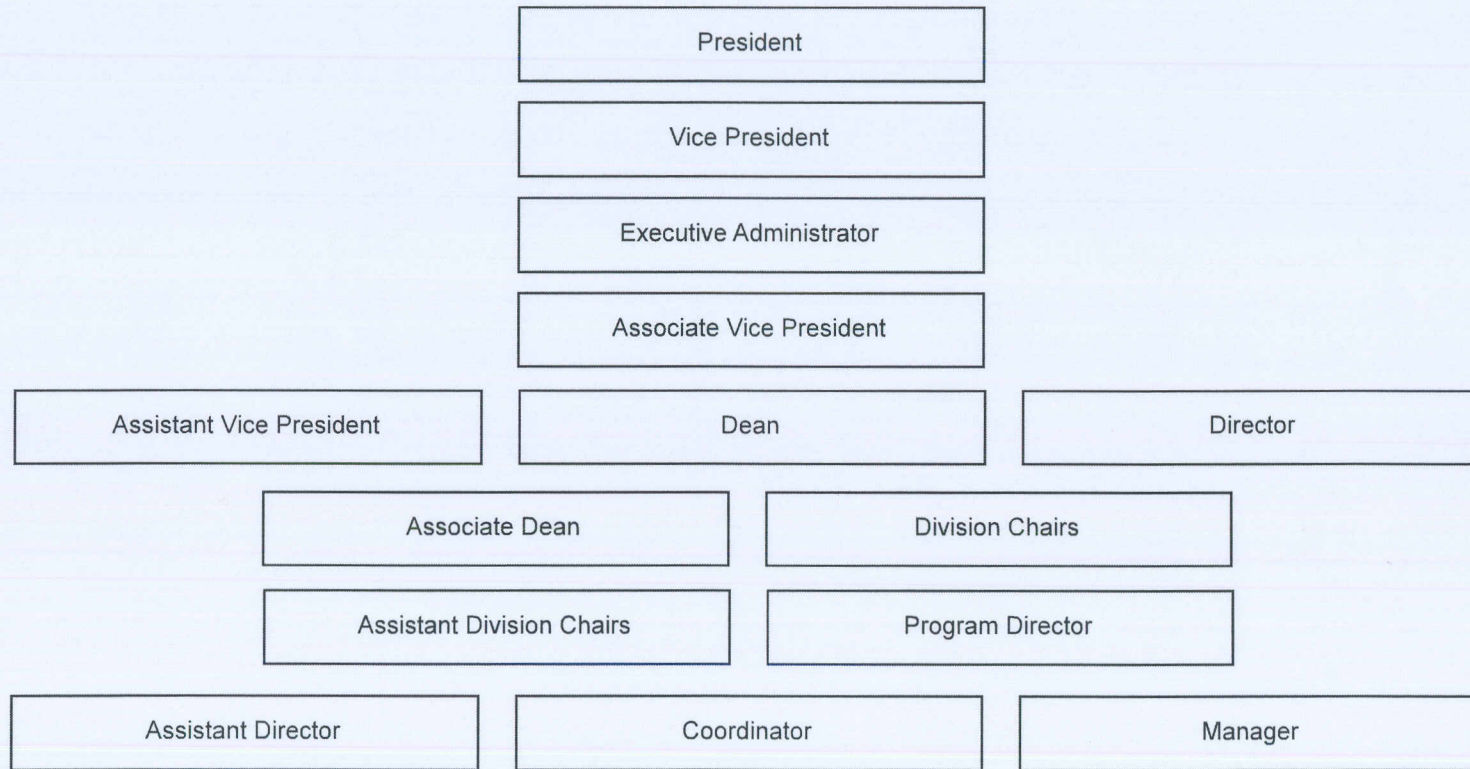 President
Vice President
Executive Administrator
Associate Vice President
Assistant Vice President
Dean
Director
Associate Dean
Division Chairs
Assistant Division Chairs
Program Director
Assistant Director
Coordinator
Manager